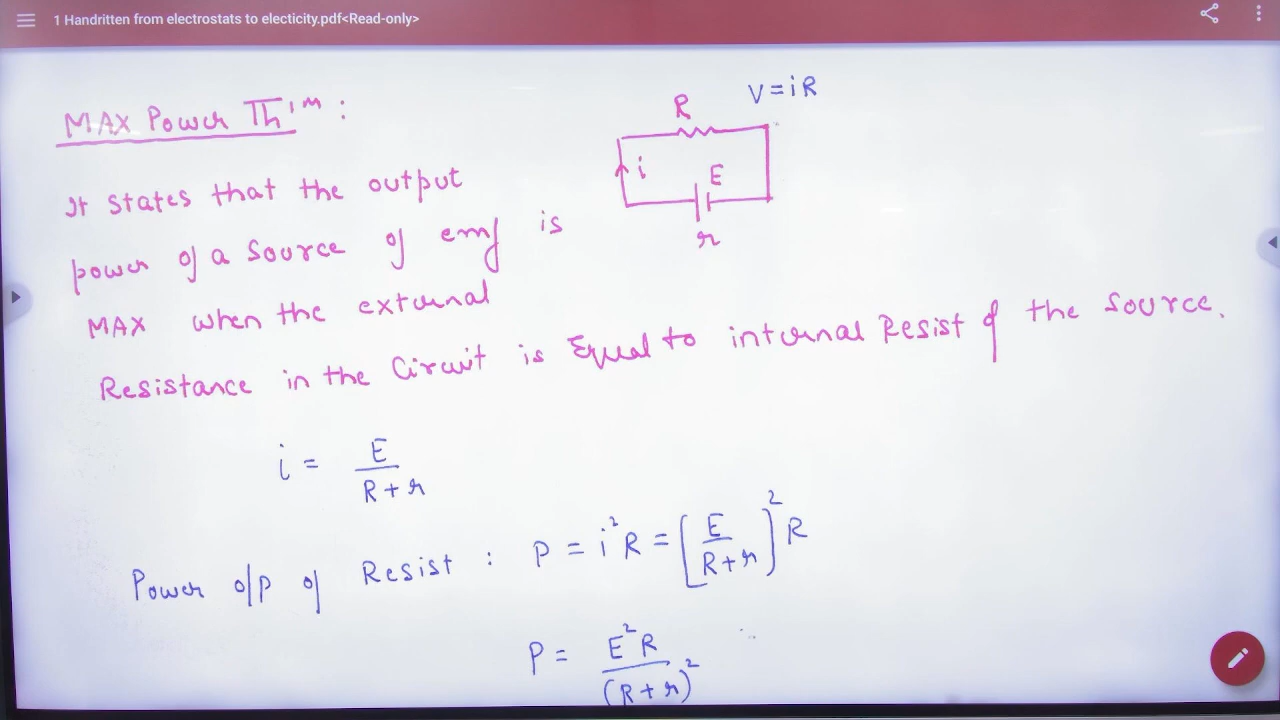 1 Handritten from electrostats to electicity.pdf<Read-only>
MAX Power Th'm :
R V = iR
i E
r
It states that the output
power of a source of emf is
MAX when the external
Resistance in the Circuit is Equal to internal Resist of the source.
i = E / R + r
Power o/p of Resist : P = i²R = [E / R + r]² R
P = E²R / (R + r)²